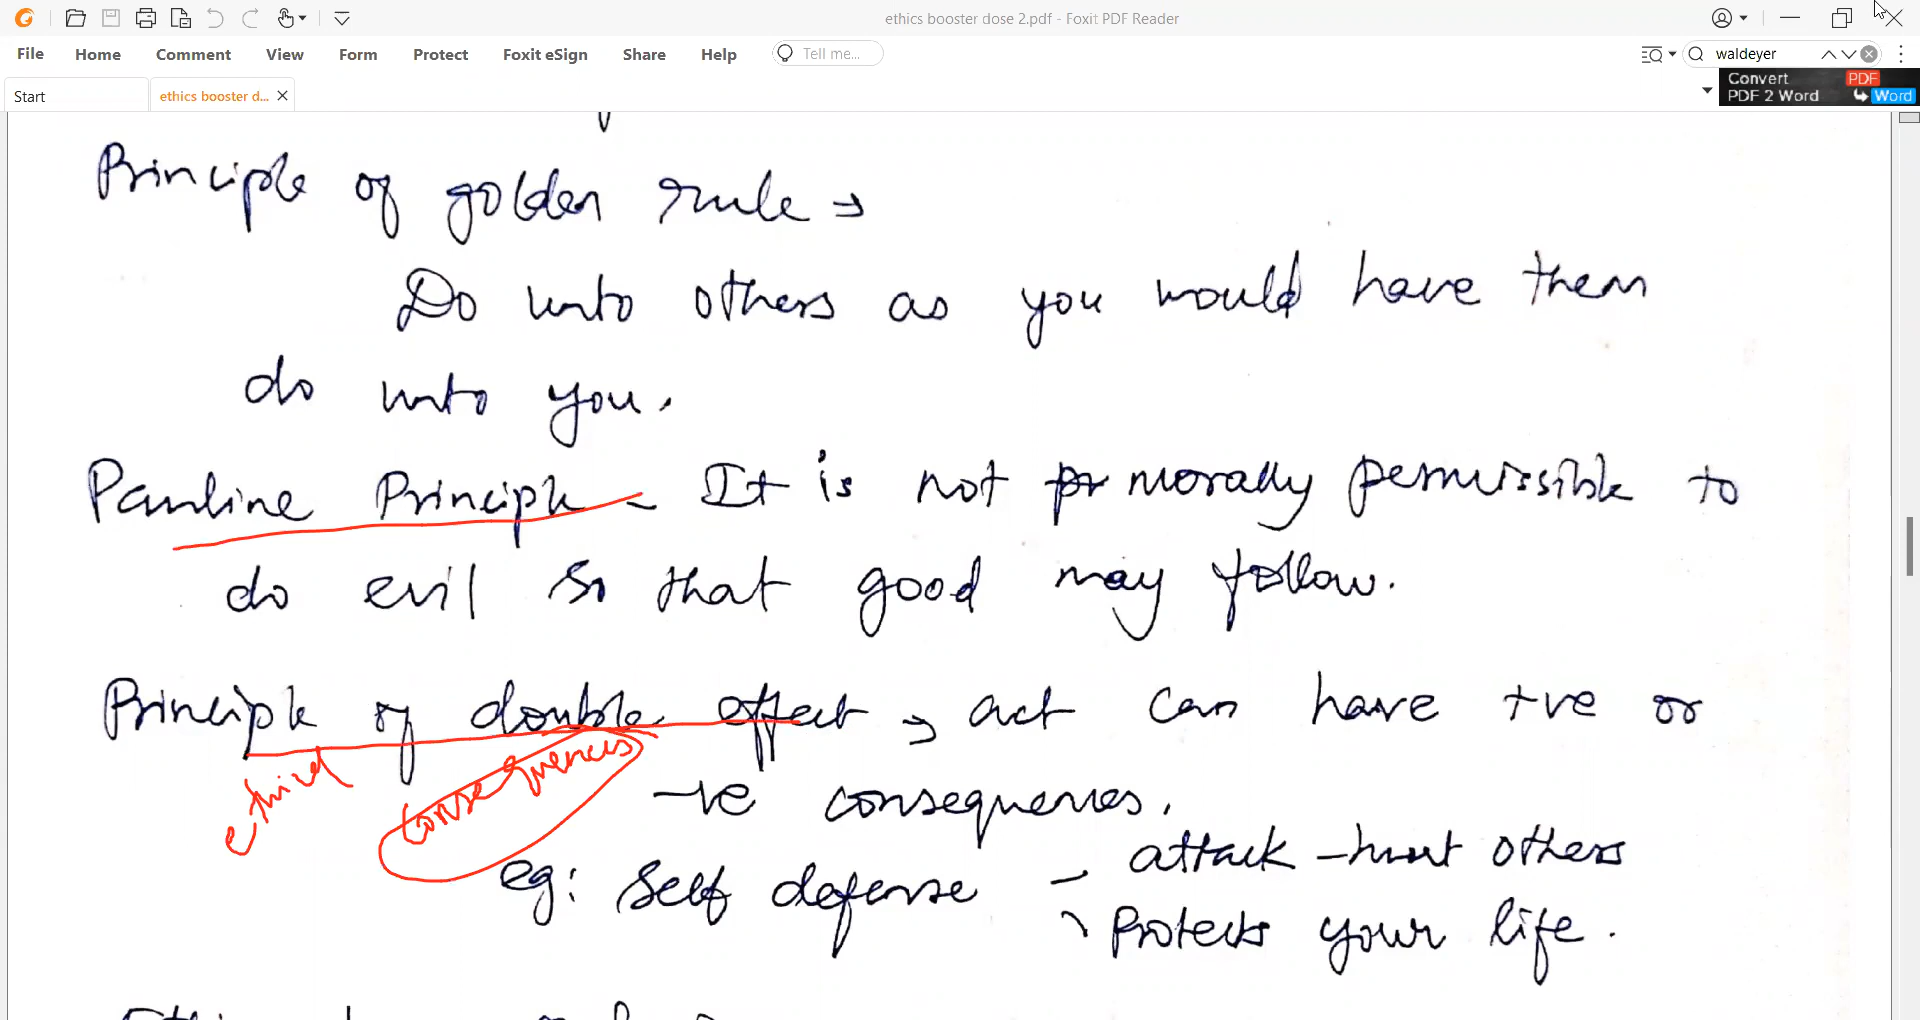 ethics booster dose 2.pdf - Foxit PDF Reader
File Home Comment View Form Protect Foxit eSign Share Help Tell me... waldeyer
Convert PDF
PDF 2 Word Word
Start ethics booster d...
Principle of golden rule →
Do unto others as you would have them
do unto you.
Pauline Principle - It is not pr morally permissible to
do evil so that good may follow.
Principle of double effect → act can have +ve or
ethical consequences
-ve consequences.
eg: Self defense - attack - hurt others
Protects your life.